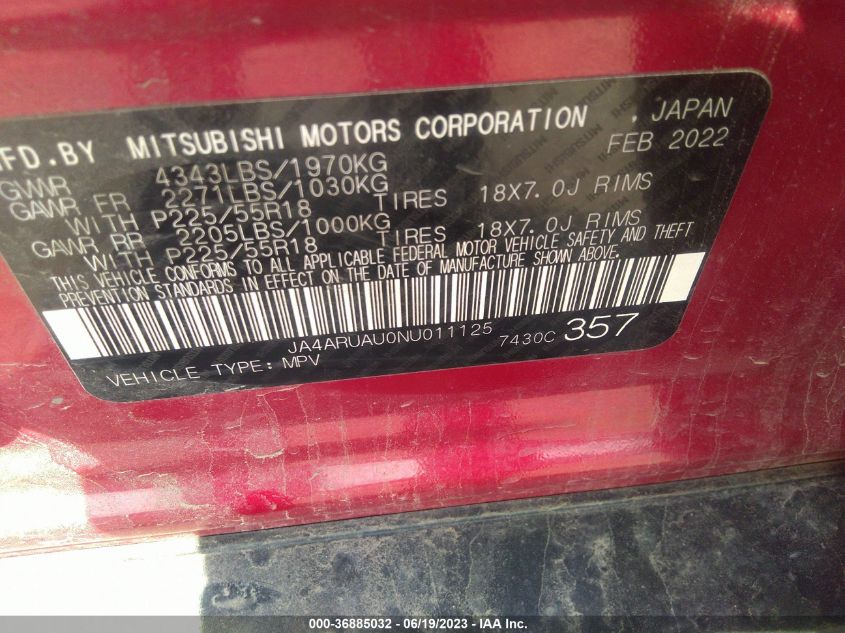 MFD.BY MITSUBISHI MOTORS CORPORATION , JAPAN
FEB 2022
GVWR 4343LBS/1970KG
GAWR FR 2271LBS/1030KG
WITH P225/55R18 TIRES 18X7.0J RIMS
GAWR RR 2205LBS/1000KG
WITH P225/55R18 TIRES 18X7.0J RIMS
THIS VEHICLE CONFORMS TO ALL APPLICABLE FEDERAL MOTOR VEHICLE SAFETY AND THEFT
PREVENTION STANDARDS IN EFFECT ON THE DATE OF MANUFACTURE SHOWN ABOVE.
JA4ARUAU0NU011125 7430C 357
VEHICLE TYPE: MPV
000-36885032 - 06/19/2023 - IAA Inc.